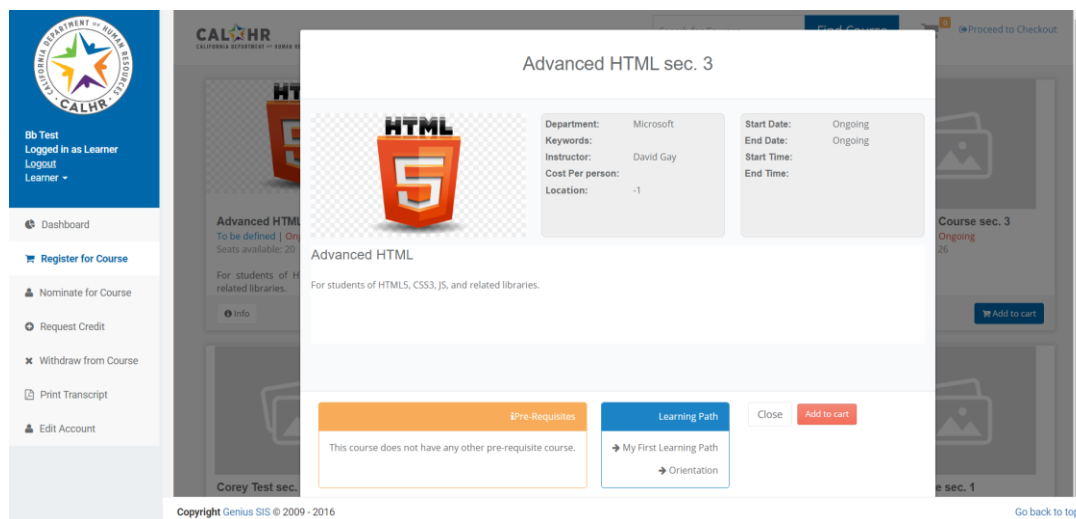 CALIFORNIA DEPARTMENT OF HUMAN RESOURCES
CALHR
Bb Test
Logged in as Learner
Logout
Learner
Dashboard
Register for Course
Nominate for Course
Request Credit
Withdraw from Course
Print Transcript
Edit Account
CALHR
Find Course
0
Proceed to Checkout
Advanced HTML sec. 3
HTML
5
Department: Microsoft
Keywords:
Instructor: David Gay
Cost Per person:
Location: -1
Start Date: Ongoing
End Date: Ongoing
Start Time:
End Time:
Advanced HTML
For students of HTML5, CSS3, JS, and related libraries.
Pre-Requisites
This course does not have any other pre-requisite course.
Learning Path
My First Learning Path
Orientation
Close
Add to cart
Advanced
To be defined |
Seats available: 20
For students of
related libraries.
Info
Course sec. 3
Ongoing
26
Add to cart
Corey Test sec.
sec. 1
Copyright Genius SIS © 2009 - 2016
Go back to top